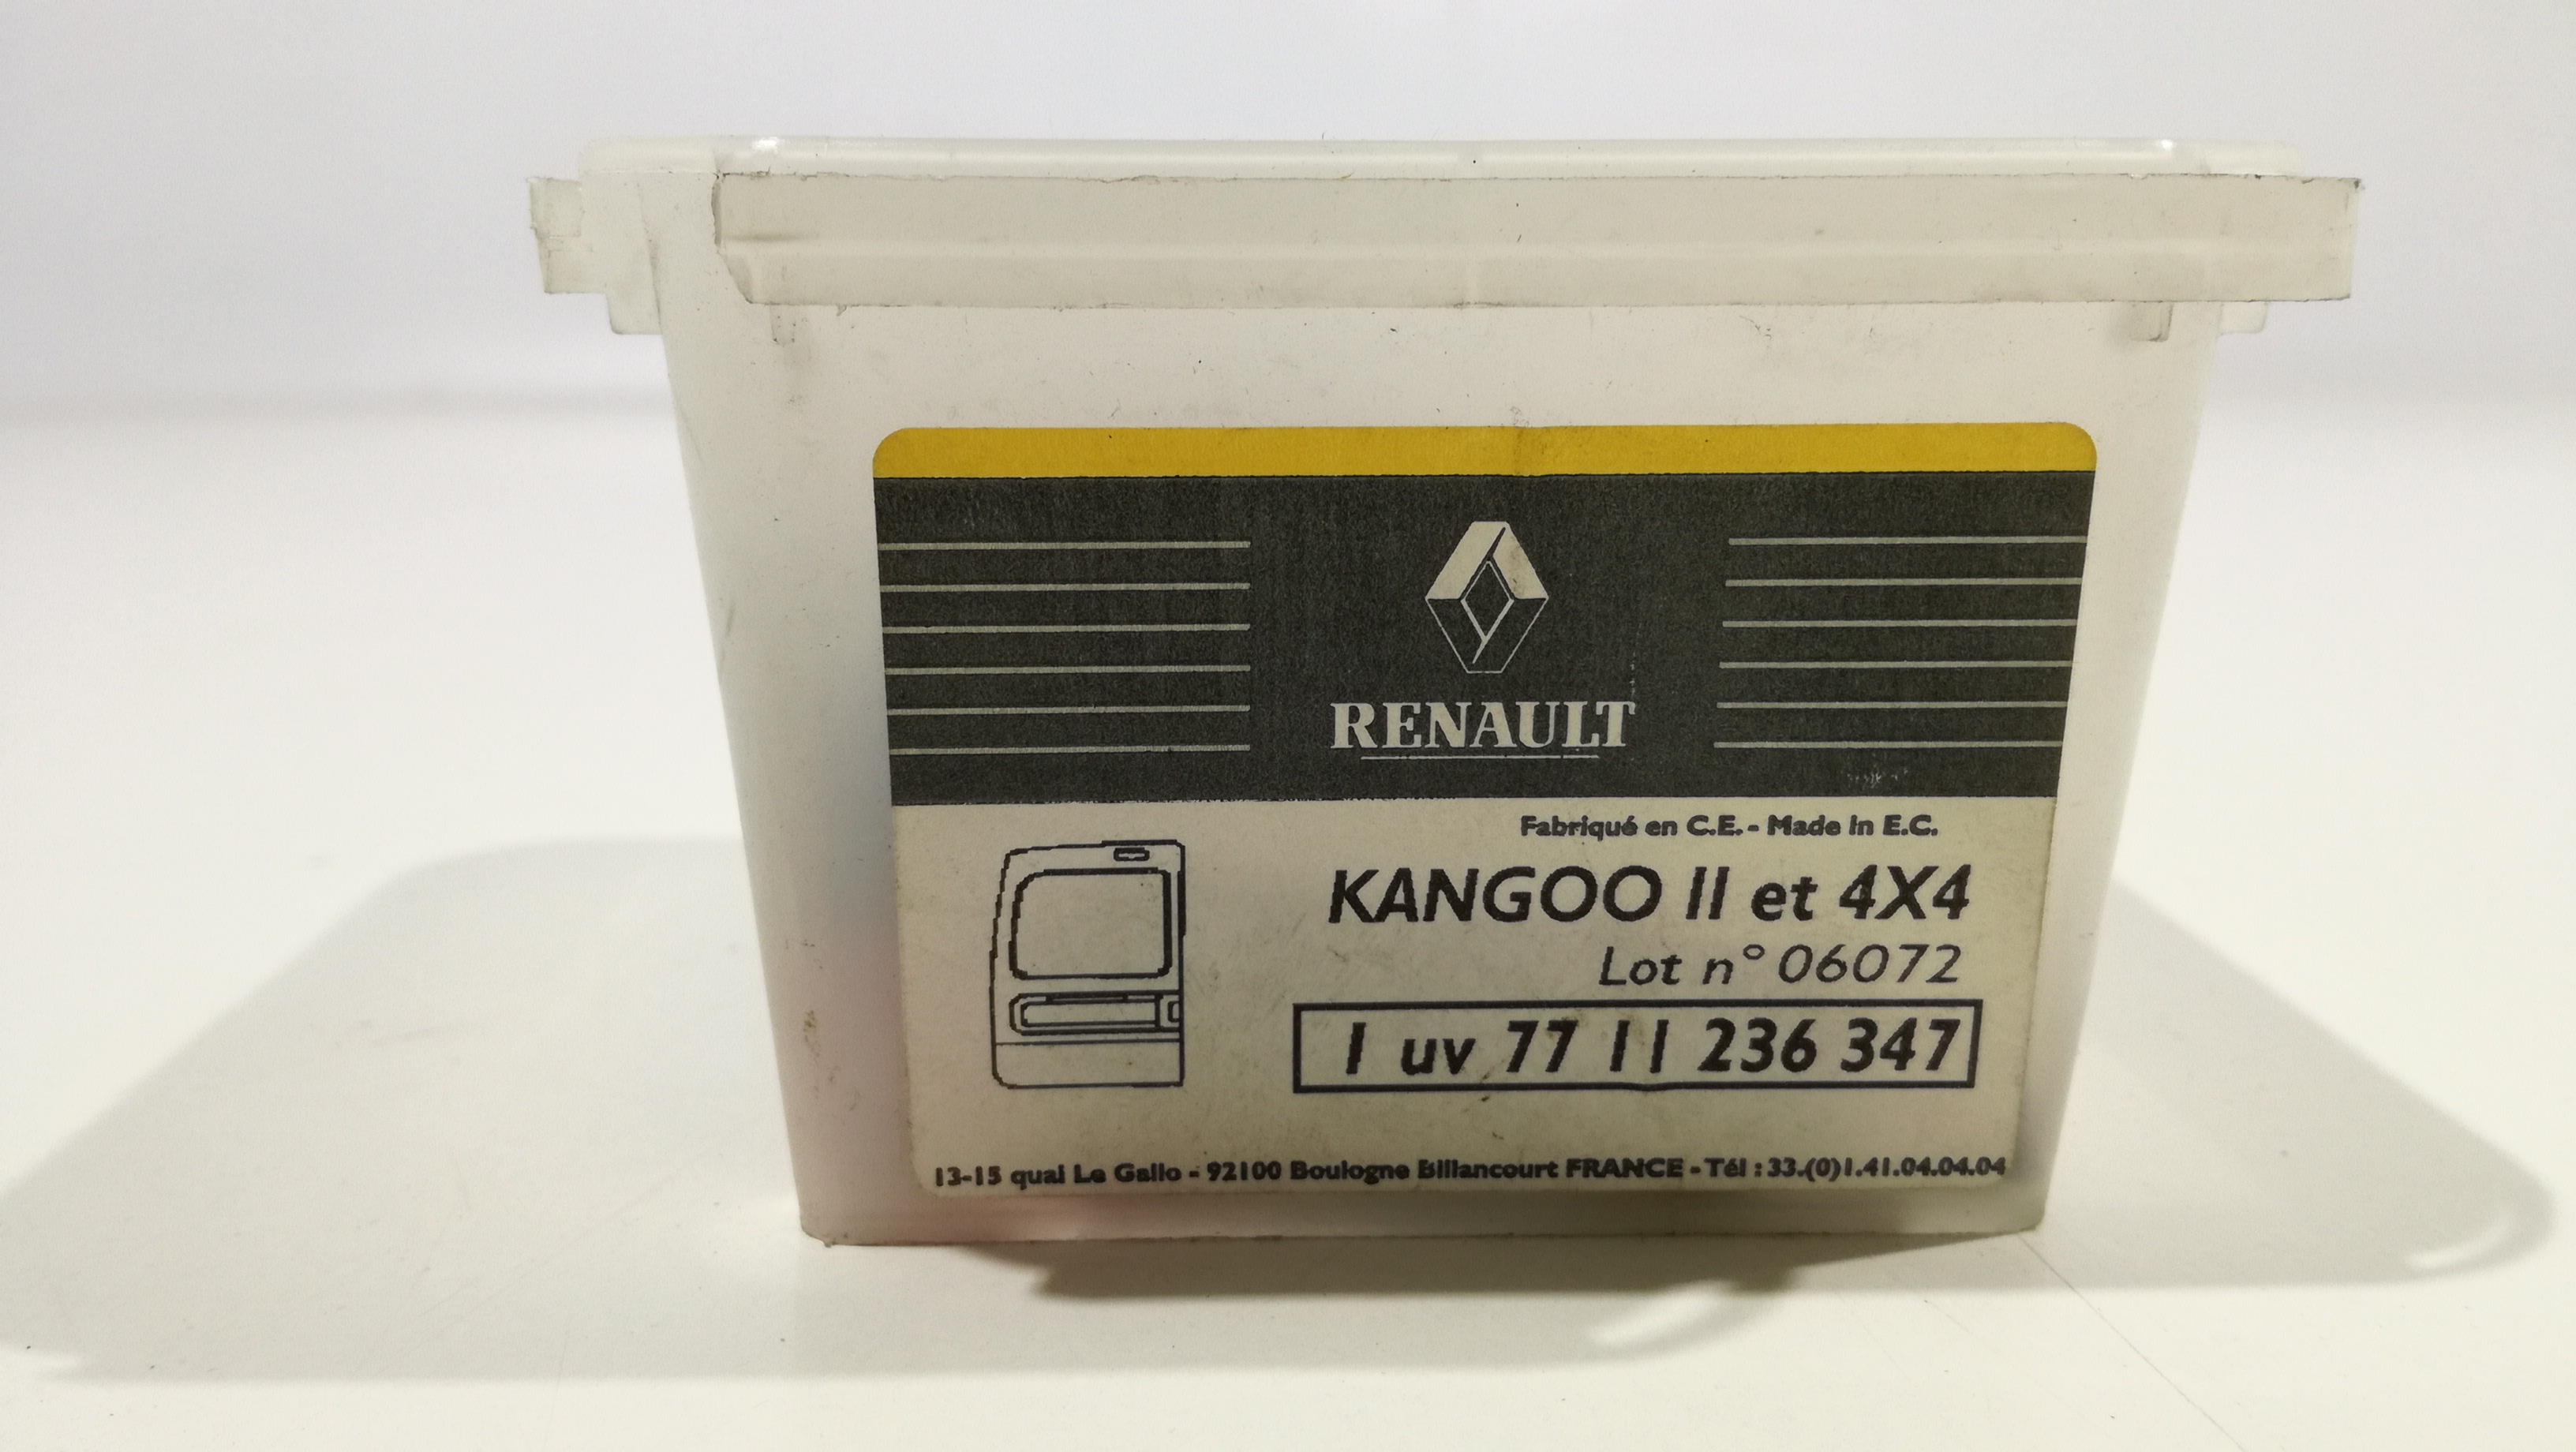 RENAULT
Fabriqué en C.E. - Made in E.C.
KANGOO II et 4X4
Lot n° 06072
1 uv 77 11 236 347
13-15 quai Le Gallo - 92100 Boulogne Billancourt FRANCE - Tél : 33.(0)1.41.04.04.04